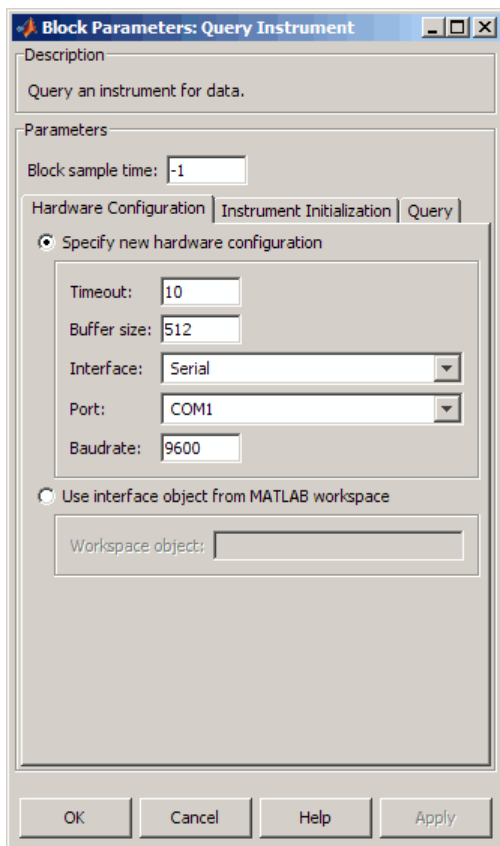 Block Parameters: Query Instrument
Description
Query an instrument for data.
Parameters
Block sample time: -1
Hardware Configuration Instrument Initialization Query
Specify new hardware configuration
Timeout: 10
Buffer size: 512
Interface: Serial
Port: COM1
Baudrate: 9600
Use interface object from MATLAB workspace
Workspace object:
OK Cancel Help Apply